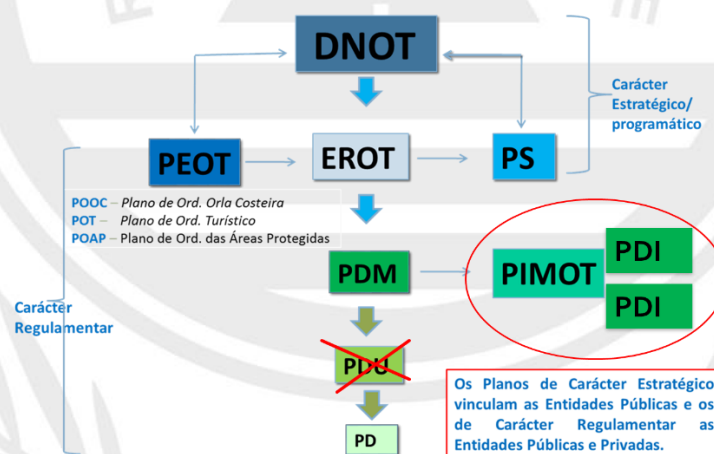 DNOT
Carácter
Estratégico/
programático
PEOT
EROT
PS
POOC – Plano de Ord. Orla Costeira
POT – Plano de Ord. Turístico
POAP – Plano de Ord. das Áreas Protegidas
PDM
PIMOT
PDI
PDI
Carácter
Regulamentar
PDU
PD
Os Planos de Carácter Estratégico
vinculam as Entidades Públicas e os
de Carácter Regulamentar as
Entidades Públicas e Privadas.